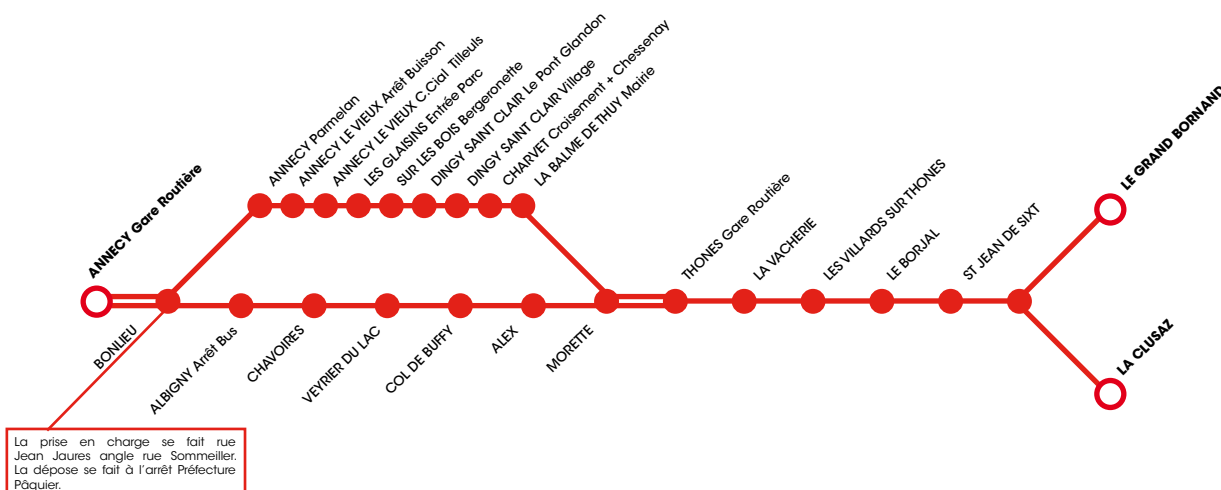 ANNECY Gare Routière
BONLIEU
ANNECY Parmelan
ANNECY LE VIEUX Arrêt Buisson
ANNECY LE VIEUX C.Cial Tilleuls
LES GLAISINS Entrée Parc
SUR LES BOIS Bergeronette
DINGY SAINT CLAIR Le Pont Glandon
DINGY SAINT CLAIR Village
CHARVET Croisement + Chessenay
LA BALME DE THUY Mairie
ALBIGNY Arrêt Bus
CHAVOIRES
VEYRIER DU LAC
COL DE BUFFY
ALEX
MORETTE
THONES Gare Routière
LA VACHERIE
LES VILLARDS SUR THONES
LE BORJAL
ST JEAN DE SIXT
LE GRAND BORNAND
LA CLUSAZ
La prise en charge se fait rue
Jean Jaures angle rue Sommeiller.
La dépose se fait à l'arrêt Préfecture
Pâquier.